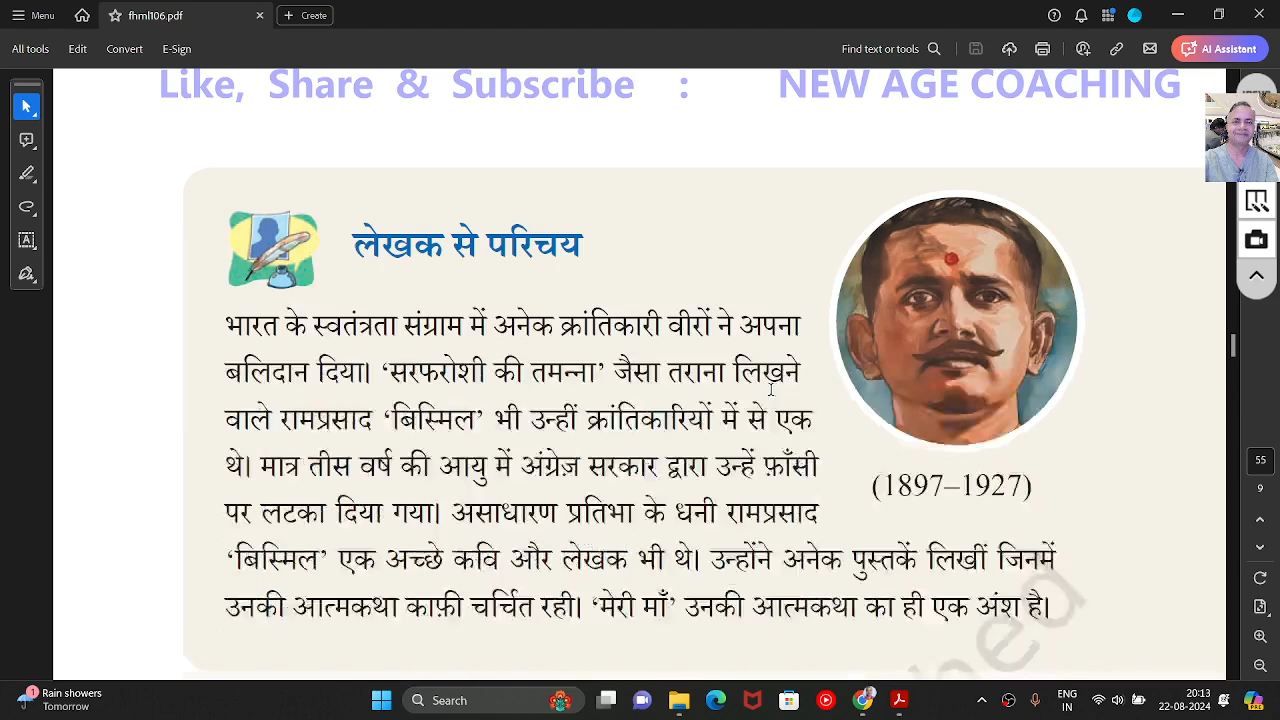 Menu
fhml106.pdf
Create
All tools Edit Convert E-Sign
Find text or tools
AI Assistant
Like, Share & Subscribe : NEW AGE COACHING
लेखक से परिचय
भारत के स्वतंत्रता संग्राम में अनेक क्रांतिकारी वीरों ने अपना
बलिदान दिया। ‘सरफरोशी की तमन्ना’ जैसा तराना लिखने
वाले रामप्रसाद ‘बिस्मिल’ भी उन्हीं क्रांतिकारियों में से एक
थे। मात्र तीस वर्ष की आयु में अंग्रेज़ सरकार द्वारा उन्हें फ़ाँसी
पर लटका दिया गया। असाधारण प्रतिभा के धनी रामप्रसाद
‘बिस्मिल’ एक अच्छे कवि और लेखक भी थे। उन्होंने अनेक पुस्तकें लिखीं जिनमें
उनकी आत्मकथा काफ़ी चर्चित रही। ‘मेरी माँ’ उनकी आत्मकथा का ही एक अंश है।
(1897–1927)
55
9
1
Rain showers
Tomorrow
Search
ENG
IN
20:13
22-08-2024